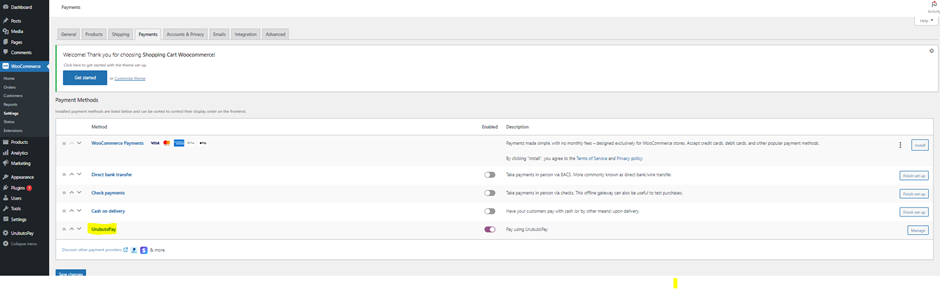 Dashboard
Payments
Activity
Help
Posts
Media
Pages
Comments
WooCommerce
Home
Orders
Customers
Reports
Settings
Status
Extensions
Products
Analytics
Marketing
Appearance
Plugins
Users
Tools
Settings
UrubutoPay
Collapse menu
General Products Shipping Payments Accounts & Privacy Emails Integration Advanced
Welcome! Thank you for choosing Shopping Cart Woocommerce!
Click here to get started with the theme set up.
Get started or Customize theme
Payment Methods
Installed payment methods are listed below and can be sorted to control their display order on the frontend.
Method Enabled Description
WooCommerce Payments VISA Payments made simple, with no monthly fees – designed exclusively for WooCommerce stores. Accept credit cards, debit cards, and other popular payment methods. Install
By clicking "Install", you agree to the Terms of Service and Privacy policy.
Direct bank transfer Take payments in person via BACS. More commonly known as direct bank/wire transfer. Finish set up
Check payments Take payments in person via checks. This offline gateway can also be useful to test purchases. Finish set up
Cash on delivery Have your customers pay with cash (or by other means) upon delivery. Finish set up
UrubutoPay Pay using UrubutoPay Manage
Discover other payment providers & more.
Save changes